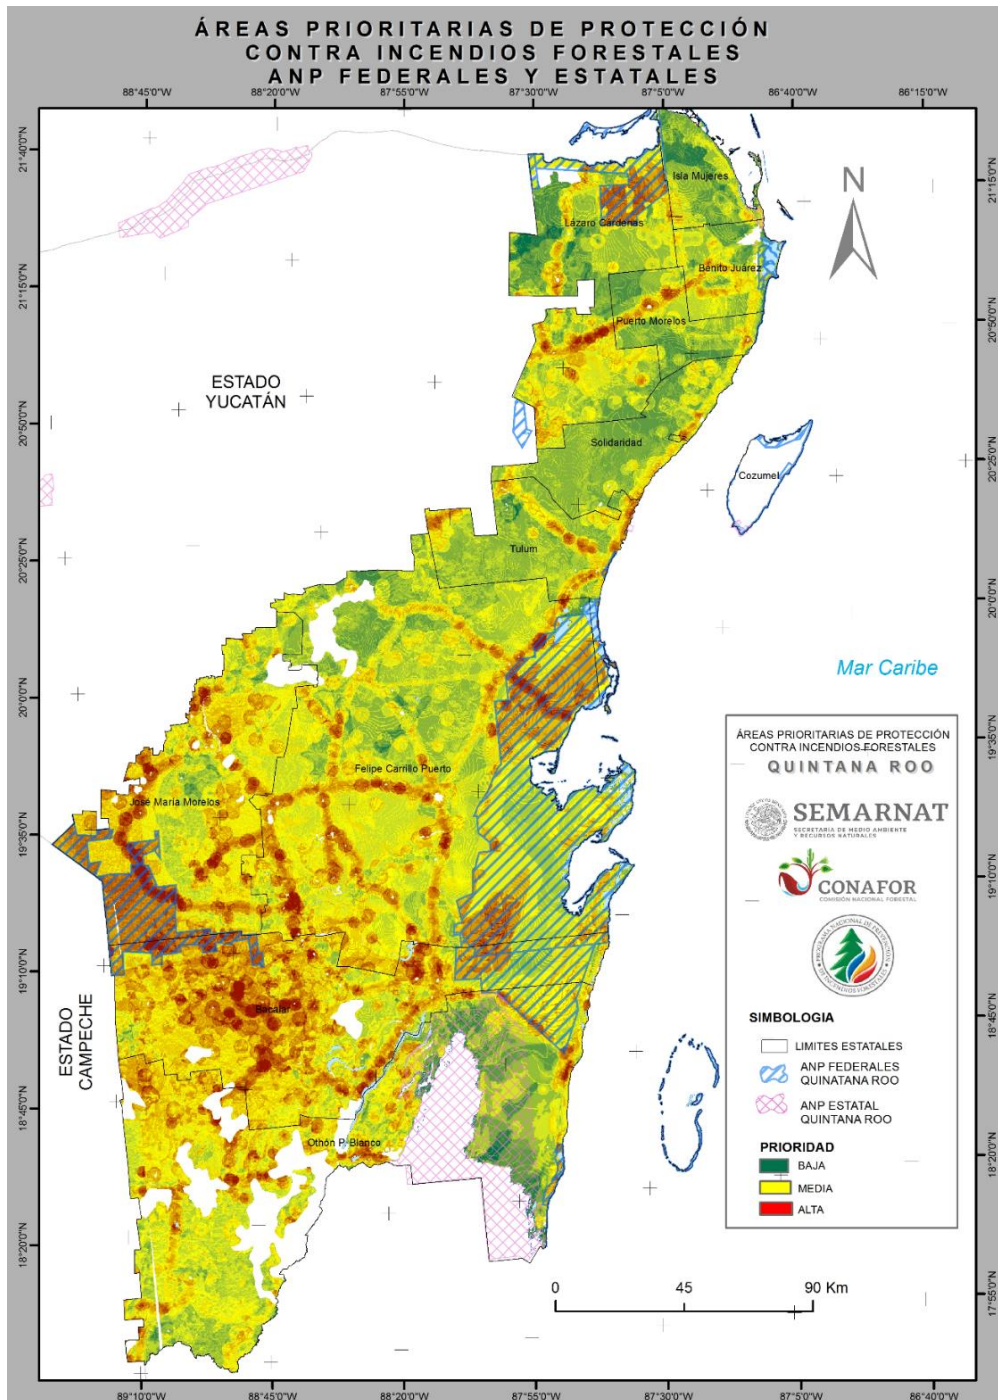 ÁREAS PRIORITARIAS DE PROTECCIÓN
CONTRA INCENDIOS FORESTALES
ANP FEDERALES Y ESTATALES
88°45'0"W
88°20'0"W
87°55'0"W
87°30'0"W
87°5'0"W
86°40'0"W
86°15'0"W
21°40'0"N
21°15'0"N
20°50'0"N
20°25'0"N
20°0'0"N
19°35'0"N
19°10'0"N
18°45'0"N
18°20'0"N
21°15'0"N
20°50'0"N
20°25'0"N
20°0'0"N
19°35'0"N
19°10'0"N
18°45'0"N
18°20'0"N
17°55'0"N
N
Isla Mujeres
Lázaro Cárdenas
Benito Juárez
Puerto Morelos
ESTADO
YUCATÁN
Solidaridad
Cozumel
Tulum
Mar Caribe
Felipe Carrillo Puerto
José María Morelos
Bacalar
ESTADO
CAMPECHE
Othón P. Blanco
ÁREAS PRIORITARIAS DE PROTECCIÓN
CONTRA INCENDIOS FORESTALES
QUINTANA ROO
SEMARNAT
SECRETARÍA DE MEDIO AMBIENTE
Y RECURSOS NATURALES
CONAFOR
COMISIÓN NACIONAL FORESTAL
PROGRAMA NACIONAL DE PREVENCIÓN
DE INCENDIOS FORESTALES
SIMBOLOGIA
LIMITES ESTATALES
ANP FEDERALES
QUINATANA ROO
ANP ESTATAL
QUINTANA ROO
PRIORIDAD
BAJA
MEDIA
ALTA
0
45
90 Km
89°10'0"W
88°45'0"W
88°20'0"W
87°55'0"W
87°30'0"W
87°5'0"W
86°40'0"W